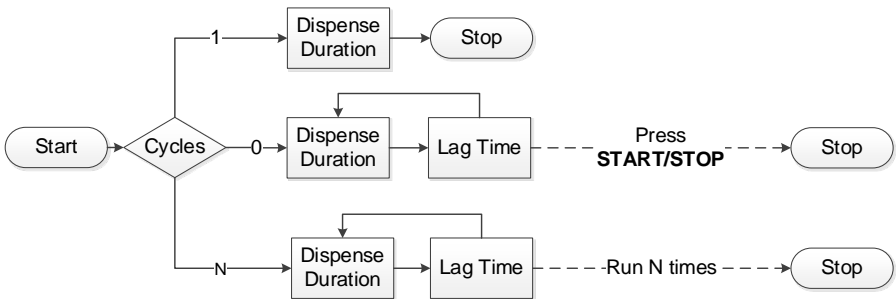 1
Dispense
Duration
Stop
Start
Cycles
0
Dispense
Duration
Lag Time
Press
START/STOP
Stop
N
Dispense
Duration
Lag Time
Run N times
Stop